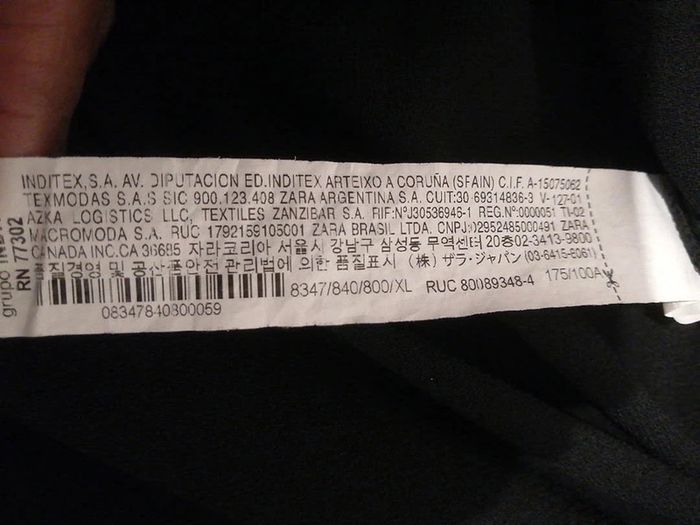 INDITEX, S.A. AV. DIPUTACION ED.INDITEX ARTEIXO A CORUÑA (SPAIN) C.I.F. A-15075062
TEXMODAS S.A.S SIC 900.123.408 ZARA ARGENTINA S.A. CUIT:30 69314836-3 V-127-01
AZKA LOGISTICS LLC, TEXTILES ZANZIBAR S.A. RIF:NºJ30536946-1 REG.Nº:0000051 TI-02
MACROMODA S.A. RUC 1792159105001 ZARA BRASIL LTDA. CNPJ:02952485000491 ZARA
CANADA INC.CA 36685 자라코리아 서울시 강남구 삼성동 무역센터 20층 02-3413-9800
품질경영 및 공산품안전 관리법에 의한 품질표시 (株) ザラ・ジャパン (03-6415-8061)
8347/840/800/XL RUC 80089348-4 175/100A
08347840800059
grupo
RN 77302